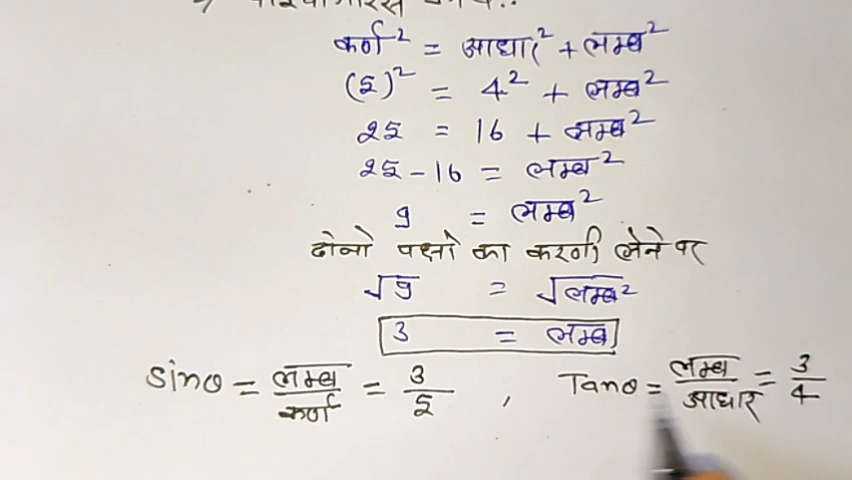 कर्ण² = आधार² + लम्ब²
(5)² = 4² + लम्ब²
25 = 16 + लम्ब²
25 - 16 = लम्ब²
9 = लम्ब²
दोनो पक्षो का करणी लेने पर
√9 = √लम्ब²
3 = लम्ब
sinθ = लम्ब/कर्ण = 3/5 , Tanθ = लम्ब/आधार = 3/4